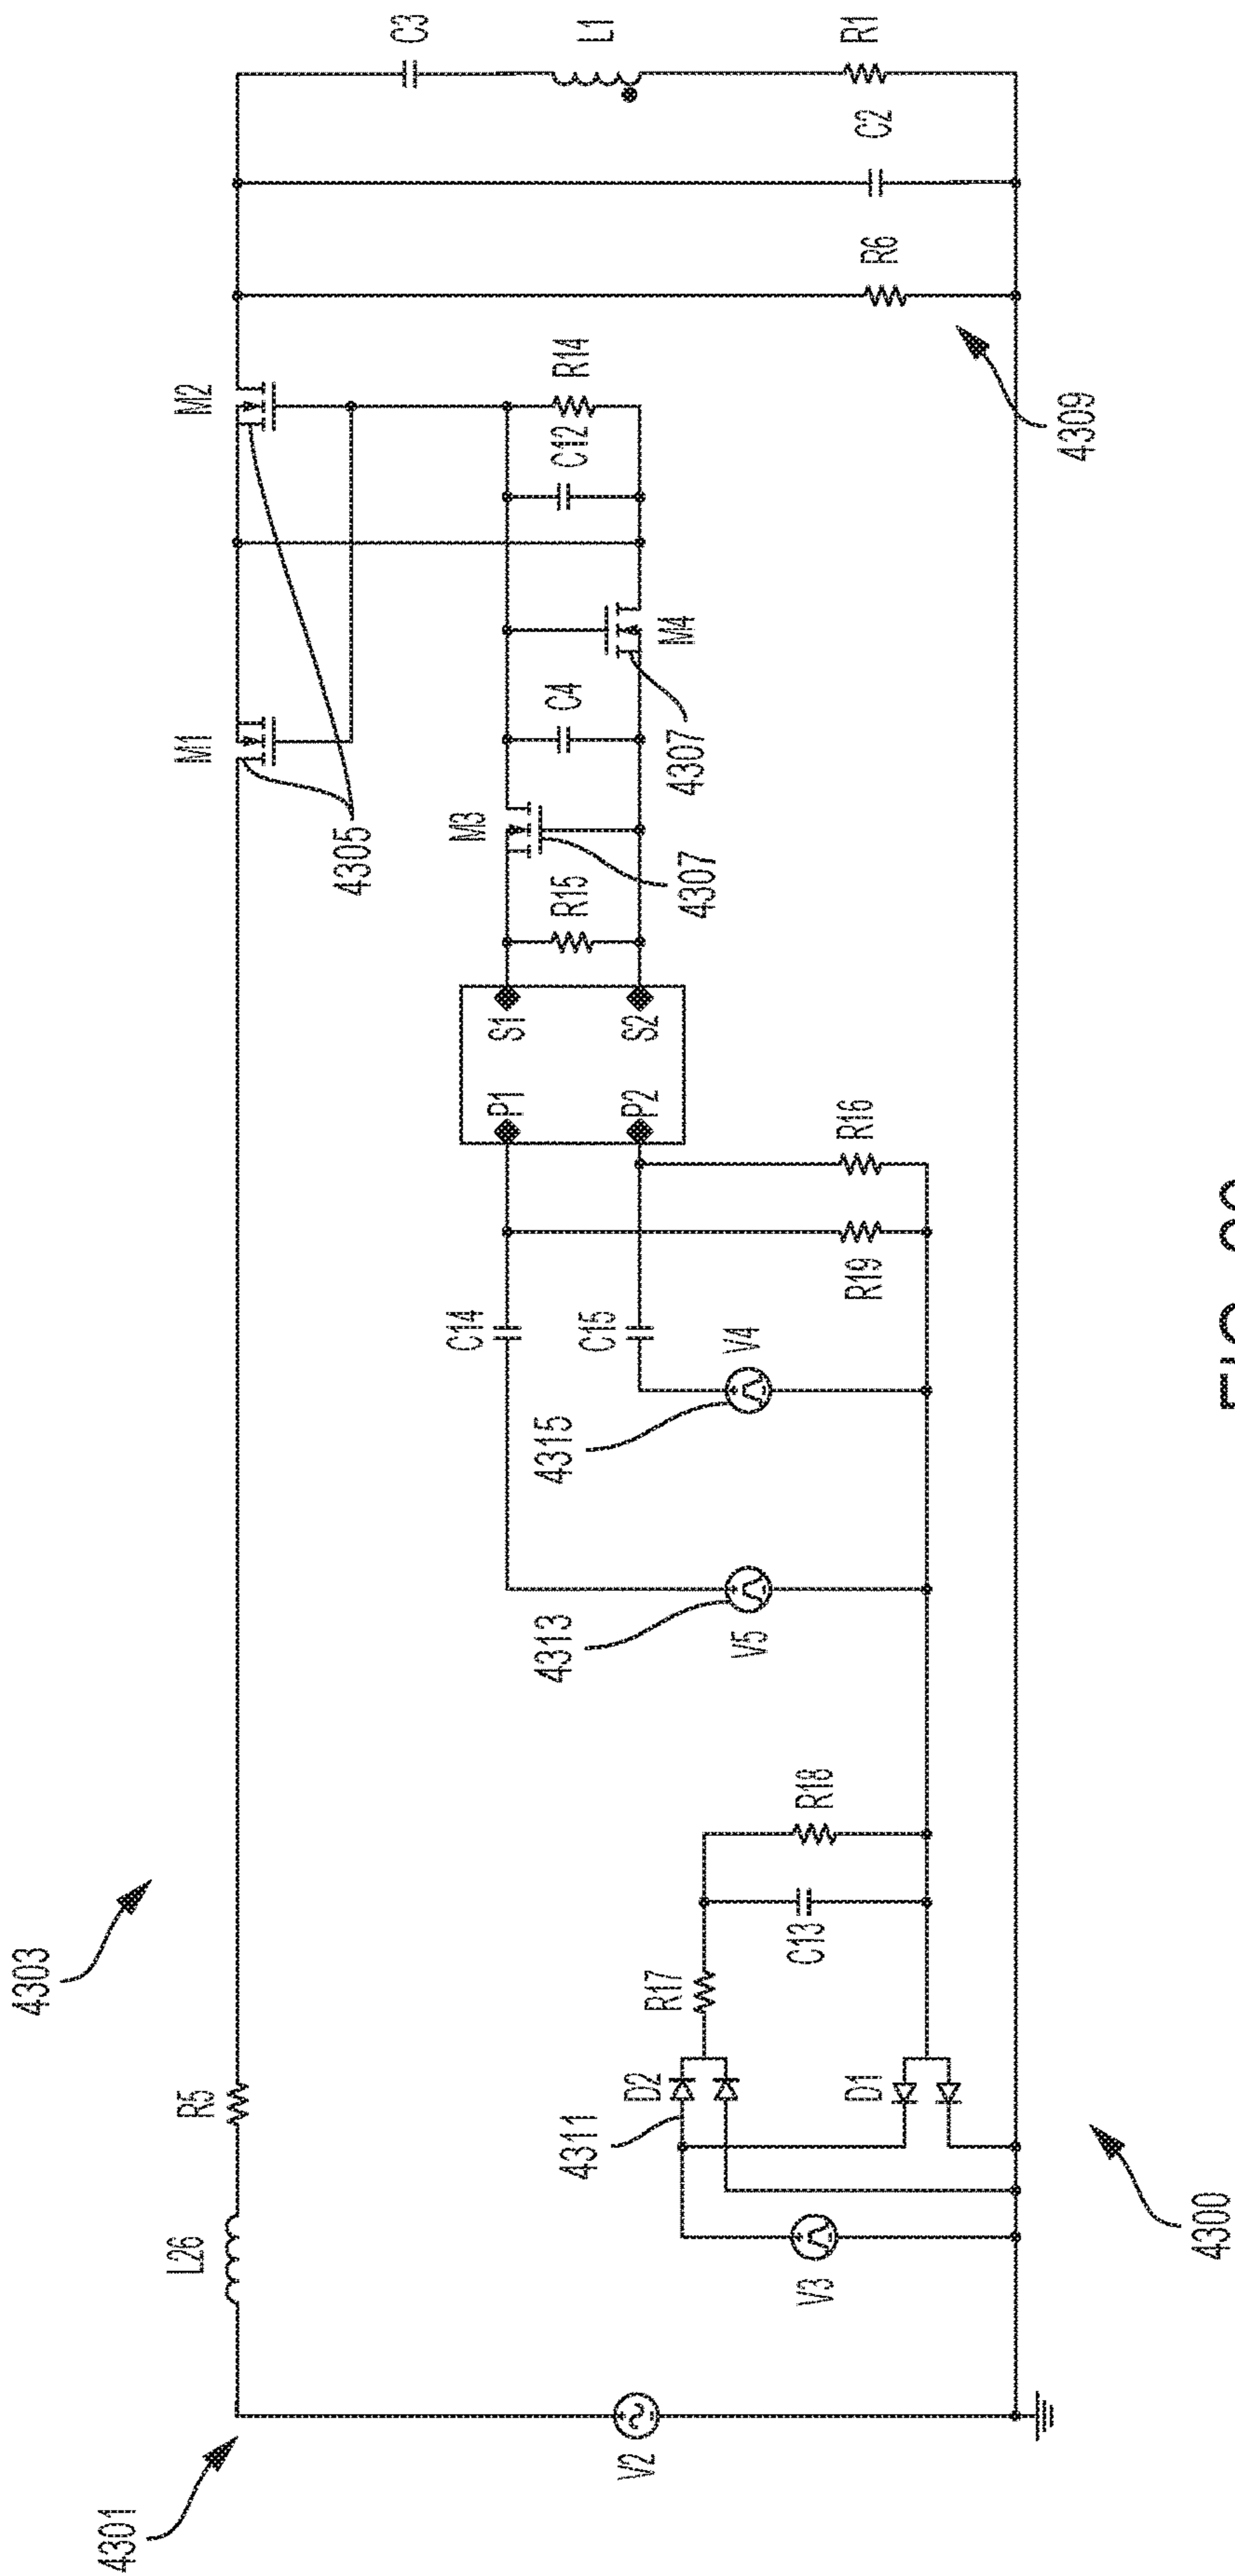 4303
4301
L26
R5
M1
M2
4305
C3
C14
M3
P1
S1
4313
4315
R15
C4
C12
R14
4311
L1
C15
P2
S2
V2
D2
R17
4307
4307
M4
V5
V4
V3
C13
R18
D1
R19
R16
R6
C2
R1
4309
4300